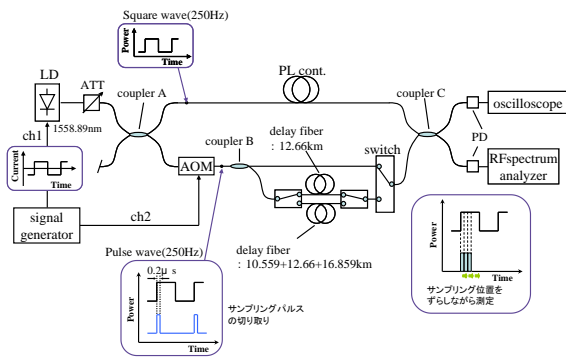 Square wave(250Hz)
Power
Time
LD
ATT
coupler A
PL cont.
coupler C
oscilloscope
ch1
1558.89nm
coupler B
delay fiber
: 12.66km
switch
PD
Current
Time
AOM
RFspectrum
analyzer
signal
generator
ch2
Pulse wave(250Hz)
delay fiber
: 10.559+12.66+16.859km
0.2μ s
Power
Time
サンプリングパルス
の切り取り
Power
Time
サンプリング位置を
ずらしながら測定